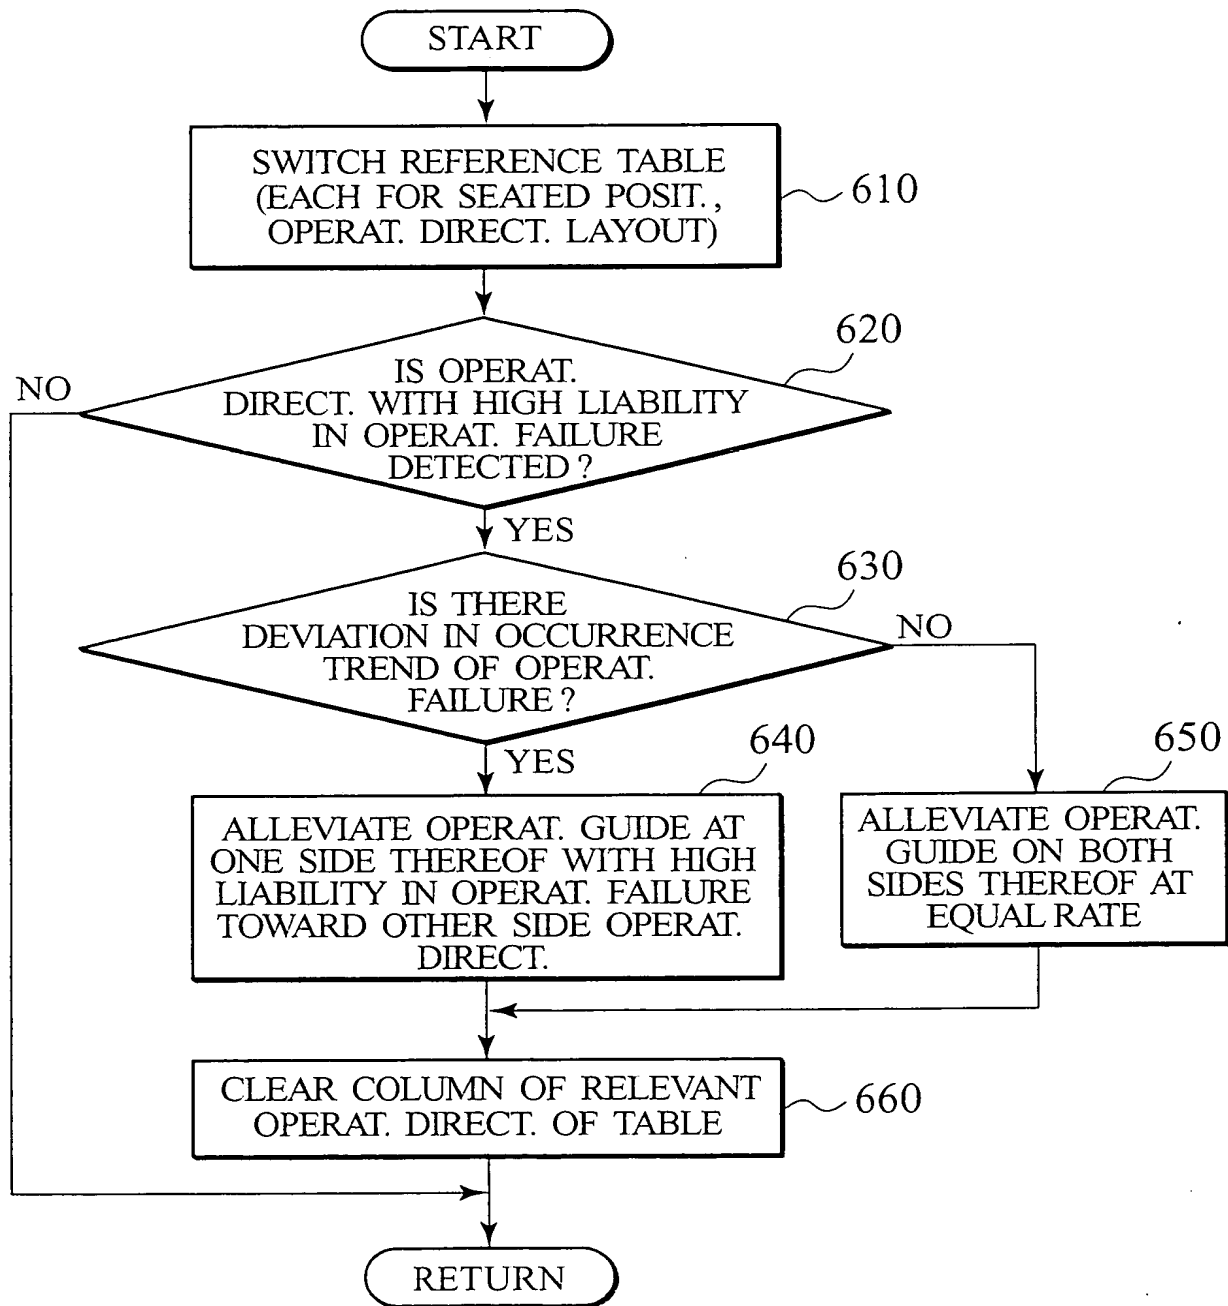 START
SWITCH REFERENCE TABLE
(EACH FOR SEATED POSIT.,
OPERAT. DIRECT. LAYOUT)
610
620
IS OPERAT.
DIRECT. WITH HIGH LIABILITY
IN OPERAT. FAILURE
DETECTED?
NO
YES
630
IS THERE
DEVIATION IN OCCURRENCE
TREND OF OPERAT.
FAILURE?
NO
YES
640
ALLEVIATE OPERAT. GUIDE AT
ONE SIDE THEREOF WITH HIGH
LIABILITY IN OPERAT. FAILURE
TOWARD OTHER SIDE OPERAT.
DIRECT.
650
ALLEVIATE OPERAT.
GUIDE ON BOTH
SIDES THEREOF AT
EQUAL RATE
CLEAR COLUMN OF RELEVANT
OPERAT. DIRECT. OF TABLE
660
RETURN